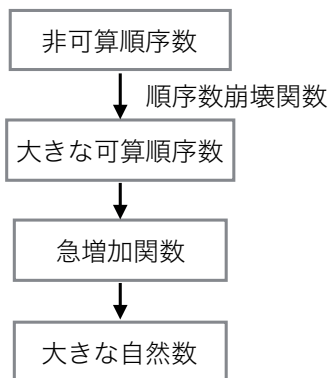 非可算順序数
順序数崩壊関数
大きな可算順序数
急増加関数
大きな自然数